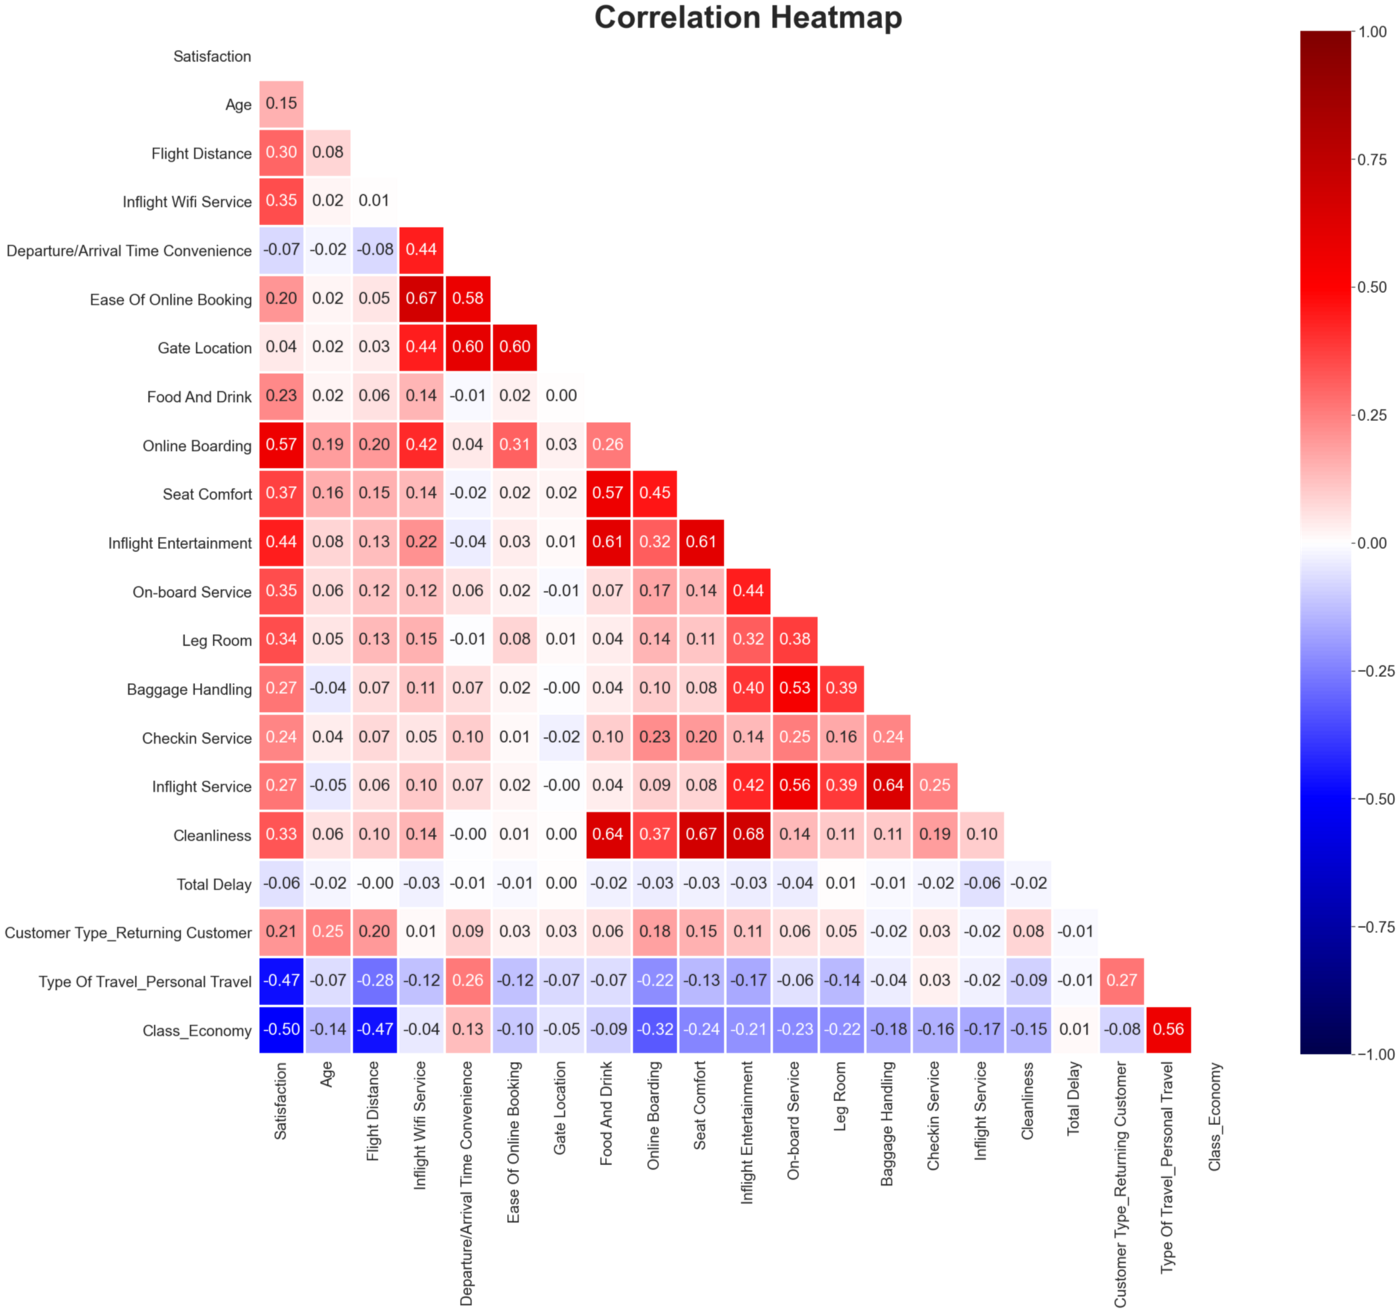 Correlation Heatmap
Satisfaction
Age 0.15
Flight Distance 0.30 0.08
Inflight Wifi Service 0.35 0.02 0.01
Departure/Arrival Time Convenience -0.07 -0.02 -0.08 0.44
Ease Of Online Booking 0.20 0.02 0.05 0.67 0.58
Gate Location 0.04 0.02 0.03 0.44 0.60 0.60
Food And Drink 0.23 0.02 0.06 0.14 -0.01 0.02 0.00
Online Boarding 0.57 0.19 0.20 0.42 0.04 0.31 0.03 0.26
Seat Comfort 0.37 0.16 0.15 0.14 -0.02 0.02 0.02 0.57 0.45
Inflight Entertainment 0.44 0.08 0.13 0.22 -0.04 0.03 0.01 0.61 0.32 0.61
On-board Service 0.35 0.06 0.12 0.12 0.06 0.02 -0.01 0.07 0.17 0.14 0.44
Leg Room 0.34 0.05 0.13 0.15 -0.01 0.08 0.01 0.04 0.14 0.11 0.32 0.38
Baggage Handling 0.27 -0.04 0.07 0.11 0.07 0.02 -0.00 0.04 0.10 0.08 0.40 0.53 0.39
Checkin Service 0.24 0.04 0.07 0.05 0.10 0.01 -0.02 0.10 0.23 0.20 0.14 0.25 0.16 0.24
Inflight Service 0.27 -0.05 0.06 0.10 0.07 0.02 -0.00 0.04 0.09 0.08 0.42 0.56 0.39 0.64 0.25
Cleanliness 0.33 0.06 0.10 0.14 -0.00 0.01 0.00 0.64 0.37 0.67 0.68 0.14 0.11 0.11 0.19 0.10
Total Delay -0.06 -0.02 -0.00 -0.03 -0.01 -0.01 0.00 -0.02 -0.03 -0.03 -0.03 -0.04 0.01 -0.01 -0.02 -0.06 -0.02
Customer Type_Returning Customer 0.21 0.25 0.20 0.01 0.09 0.03 0.03 0.06 0.18 0.15 0.11 0.06 0.05 -0.02 0.03 -0.02 0.08 -0.01
Type Of Travel_Personal Travel -0.47 -0.07 -0.28 -0.12 0.26 -0.12 -0.07 -0.07 -0.22 -0.13 -0.17 -0.06 -0.14 -0.04 0.03 -0.02 -0.09 -0.01 0.27
Class_Economy -0.50 -0.14 -0.47 -0.04 0.13 -0.10 -0.05 -0.09 -0.32 -0.24 -0.21 -0.23 -0.22 -0.18 -0.16 -0.17 -0.15 0.01 -0.08 0.56
Satisfaction
Age
Flight Distance
Inflight Wifi Service
Departure/Arrival Time Convenience
Ease Of Online Booking
Gate Location
Food And Drink
Online Boarding
Seat Comfort
Inflight Entertainment
On-board Service
Leg Room
Baggage Handling
Checkin Service
Inflight Service
Cleanliness
Total Delay
Customer Type_Returning Customer
Type Of Travel_Personal Travel
Class_Economy
1.00
0.75
0.50
0.25
0.00
−0.25
−0.50
−0.75
−1.00